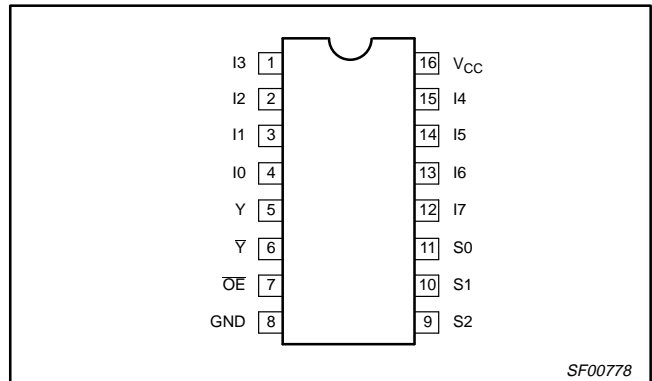 I3 1 16 V_CC
I2 2 15 I4
I1 3 14 I5
I0 4 13 I6
Y 5 12 I7
Y̅ 6 11 S0
O̅E̅ 7 10 S1
GND 8 9 S2
SF00778